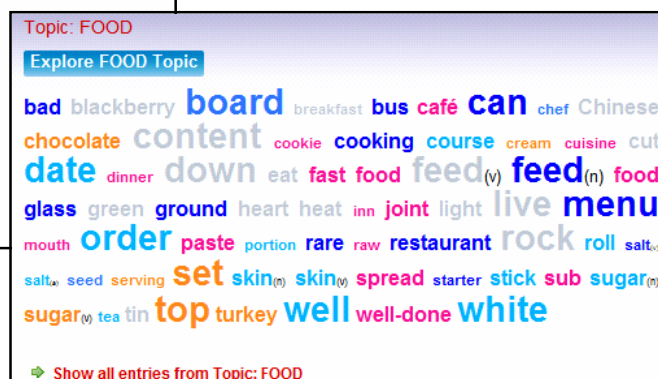 Topic: FOOD
Explore FOOD Topic
bad blackberry board breakfast bus café can chef Chinese
chocolate content cookie cooking course cream cuisine cut
date dinner down eat fast food feed(v) feed(n) food
glass green ground heart heat inn joint light live menu
mouth order paste portion rare raw restaurant rock roll salt(v)
salt(a) seed serving set skin(n) skin(v) spread starter stick sub sugar(n)
sugar(v) tea tin top turkey well well-done white
Show all entries from Topic: FOOD